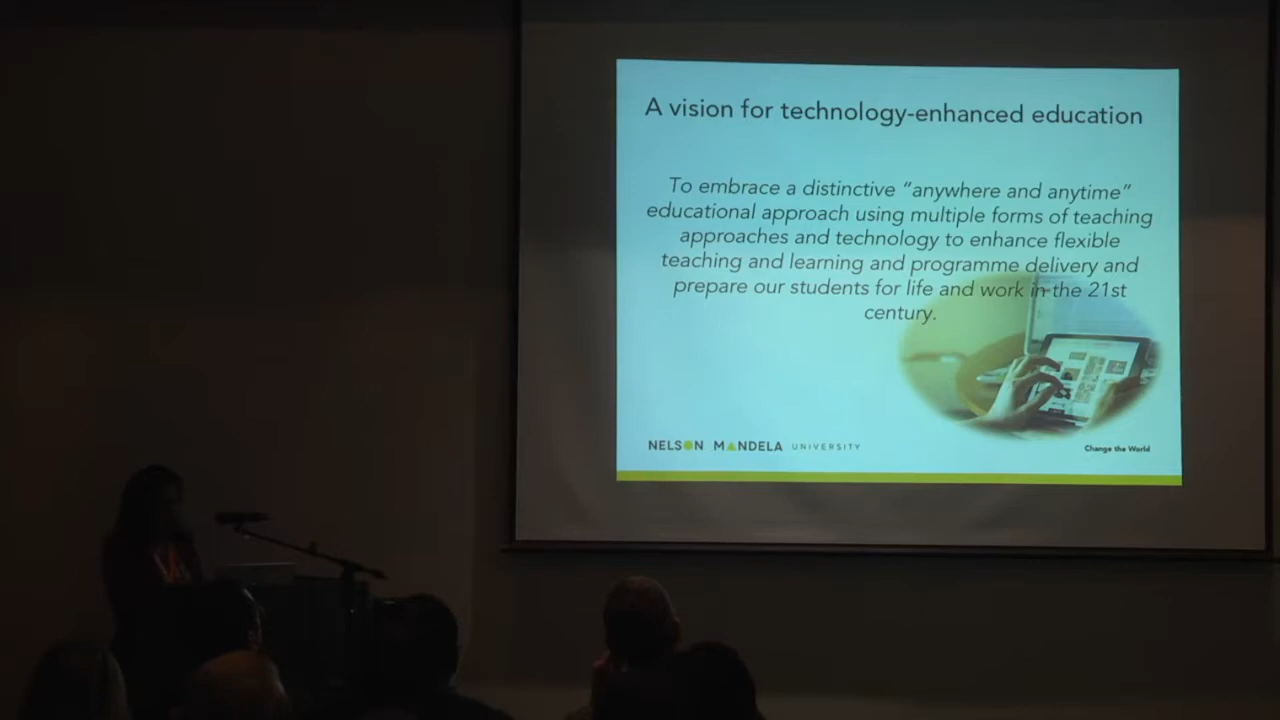 A vision for technology-enhanced education
To embrace a distinctive “anywhere and anytime”
educational approach using multiple forms of teaching
approaches and technology to enhance flexible
teaching and learning and programme delivery and
prepare our students for life and work in the 21st
century.
NELSON MANDELA UNIVERSITY
Change the World